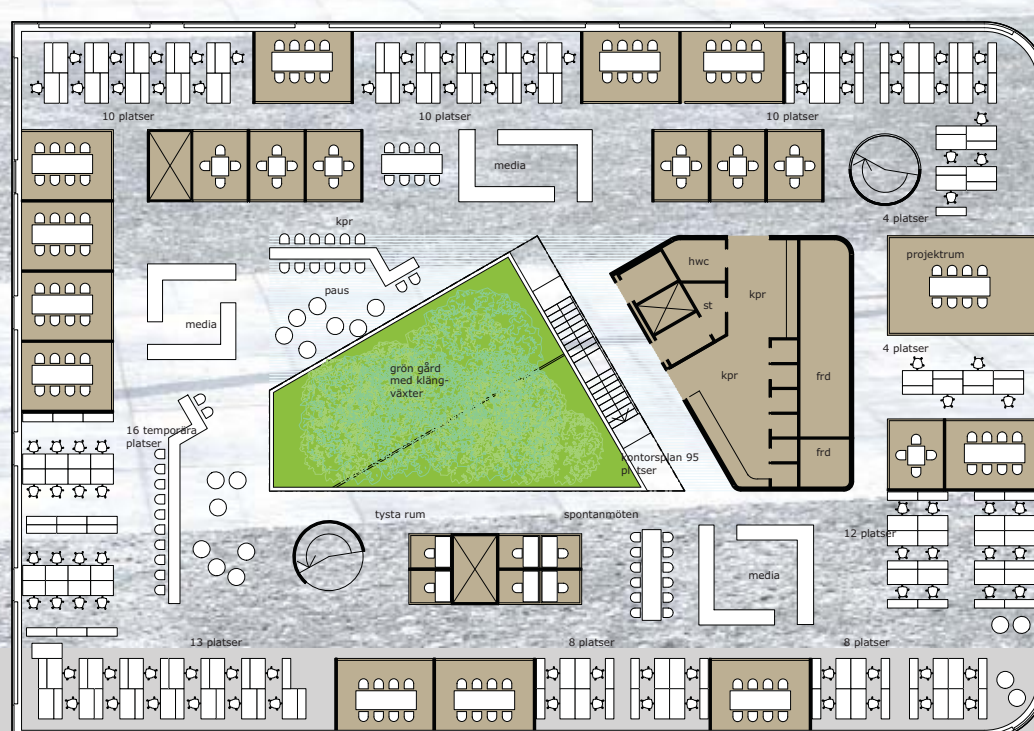 10 platser
10 platser
10 platser
media
kpr
4 platser
hwc
projektrum
paus
kpr
st
media
4 platser
grön gård
med kläng-
växter
kpr
frd
16 temporära
platser
kontorsplan 95
pl tser
frd
tysta rum
spontanmöten
12 platser
media
13 platser
8 platser
8 platser